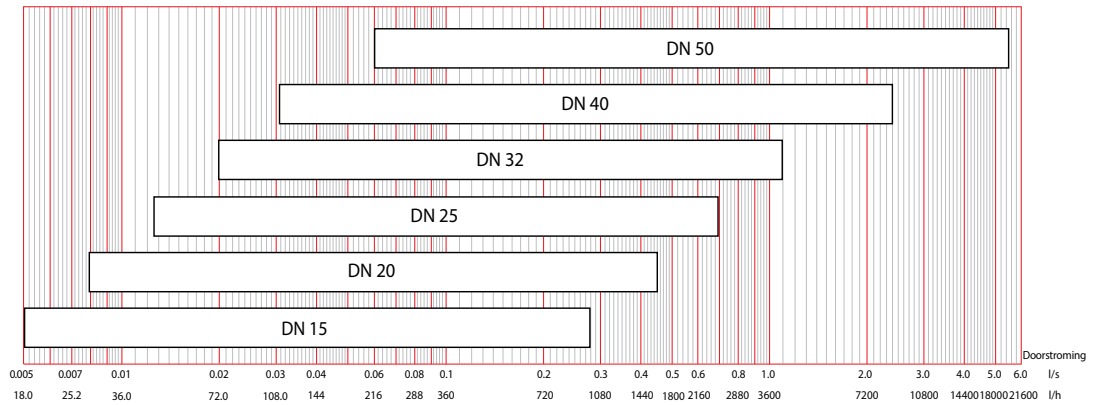 DN 50
DN 40
DN 32
DN 25
DN 20
DN 15
Doorstroming
0.005 0.007 0.01 0.02 0.03 0.04 0.06 0.08 0.1 0.2 0.3 0.4 0.5 0.6 0.8 1.0 2.0 3.0 4.0 5.0 6.0 l/s
18.0 25.2 36.0 72.0 108.0 144 216 288 360 720 1080 1440 1800 2160 2880 3600 7200 10800 14400 18000 21600 l/h